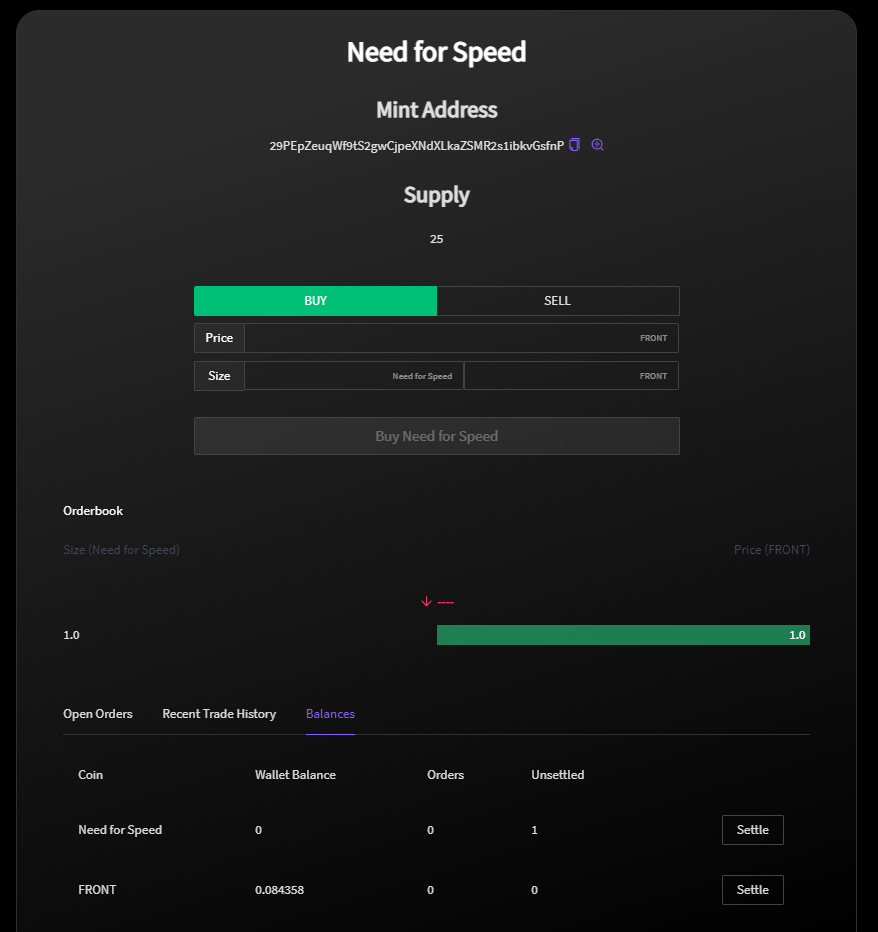 Need for Speed
Mint Address
29PEpZeuqWf9tS2gwCjpeXNdXLkaZSMR2s1ibkvGsfnP
Supply
25
BUY SELL
Price FRONT
Size Need for Speed FRONT
Buy Need for Speed
Orderbook
Size (Need for Speed) Price (FRONT)
----
1.0 1.0
Open Orders Recent Trade History Balances
Coin Wallet Balance Orders Unsettled
Need for Speed 0 0 1 Settle
FRONT 0.084358 0 0 Settle